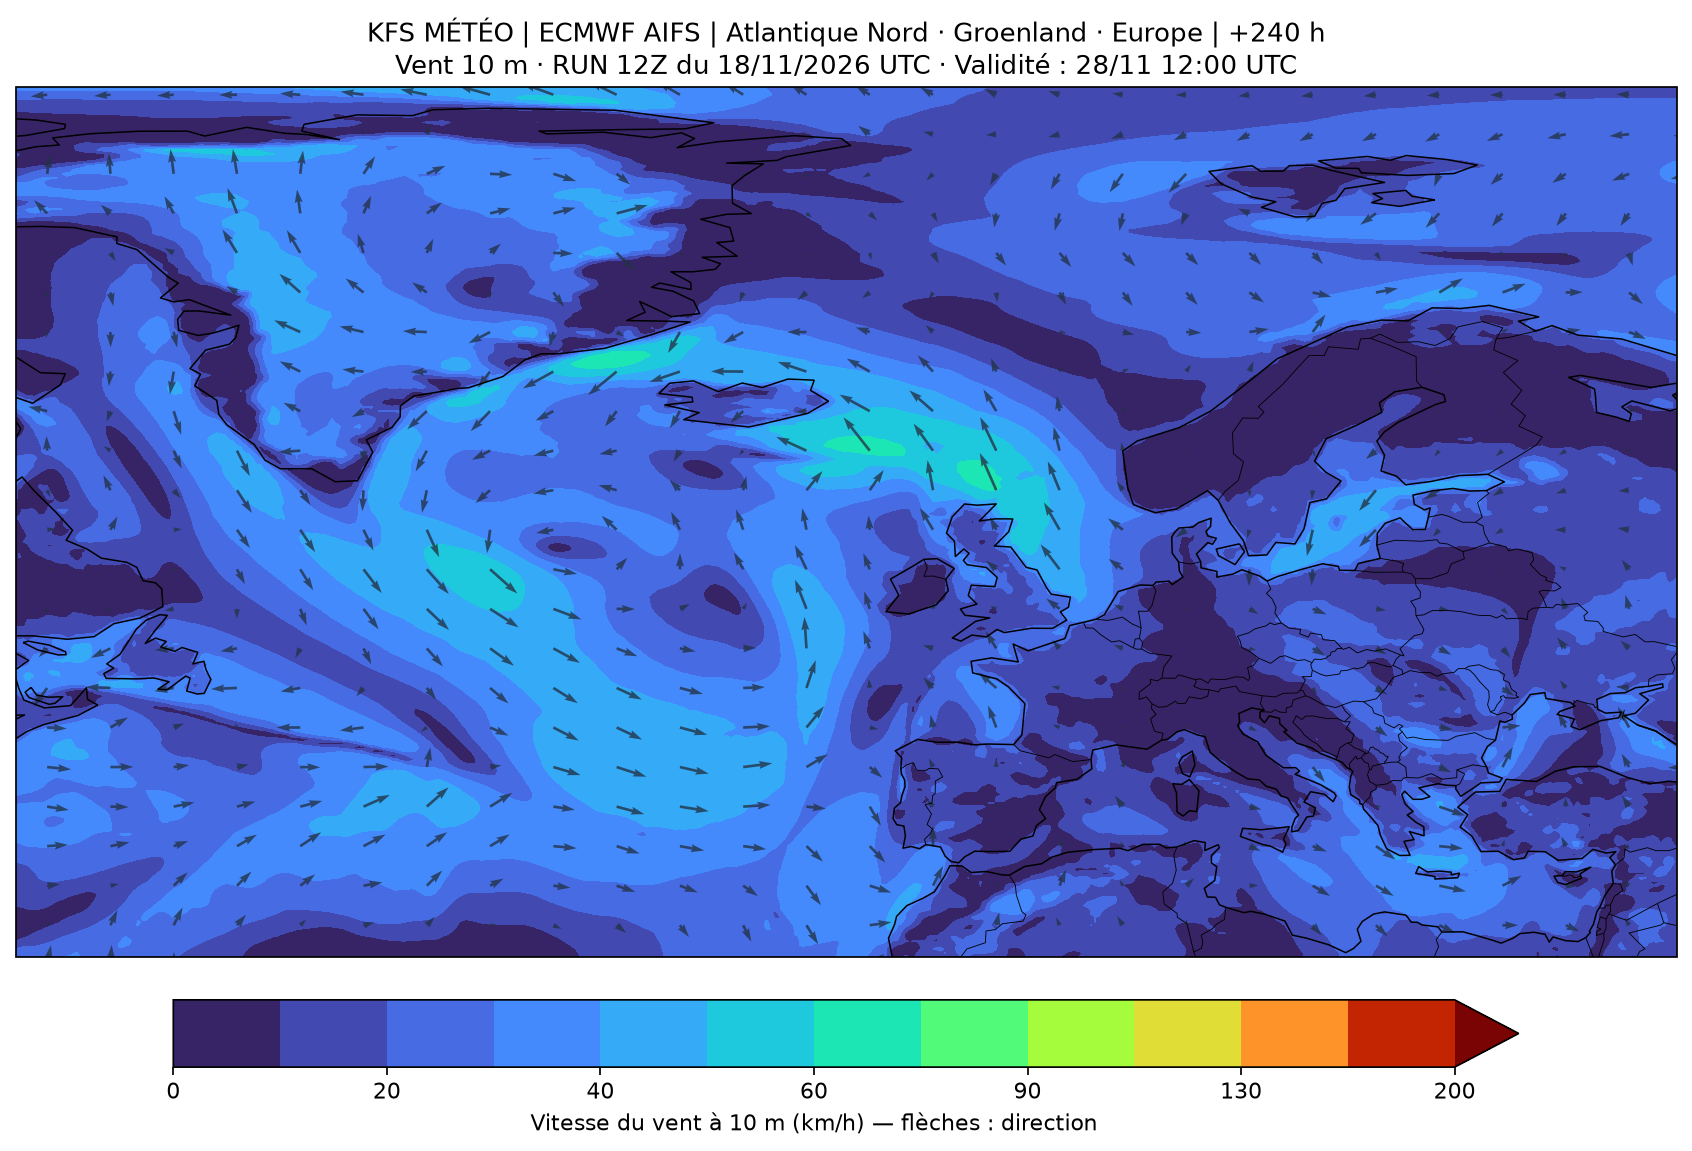 KFS MÉTÉO | ECMWF AIFS | Atlantique Nord · Groenland · Europe | +240 h
Vent 10 m · RUN 12Z du 18/11/2026 UTC · Validité : 28/11 12:00 UTC
0 20 40 60 90 130 200
Vitesse du vent à 10 m (km/h) — flèches : direction